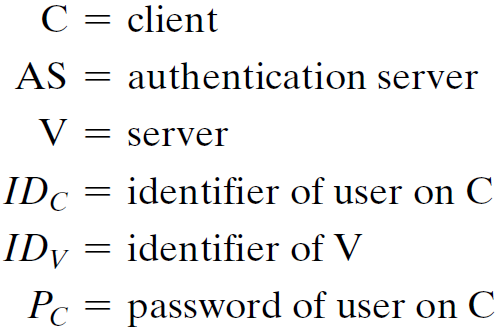 C = client
AS = authentication server
V = server
ID_C = identifier of user on C
ID_V = identifier of V
P_C = password of user on C